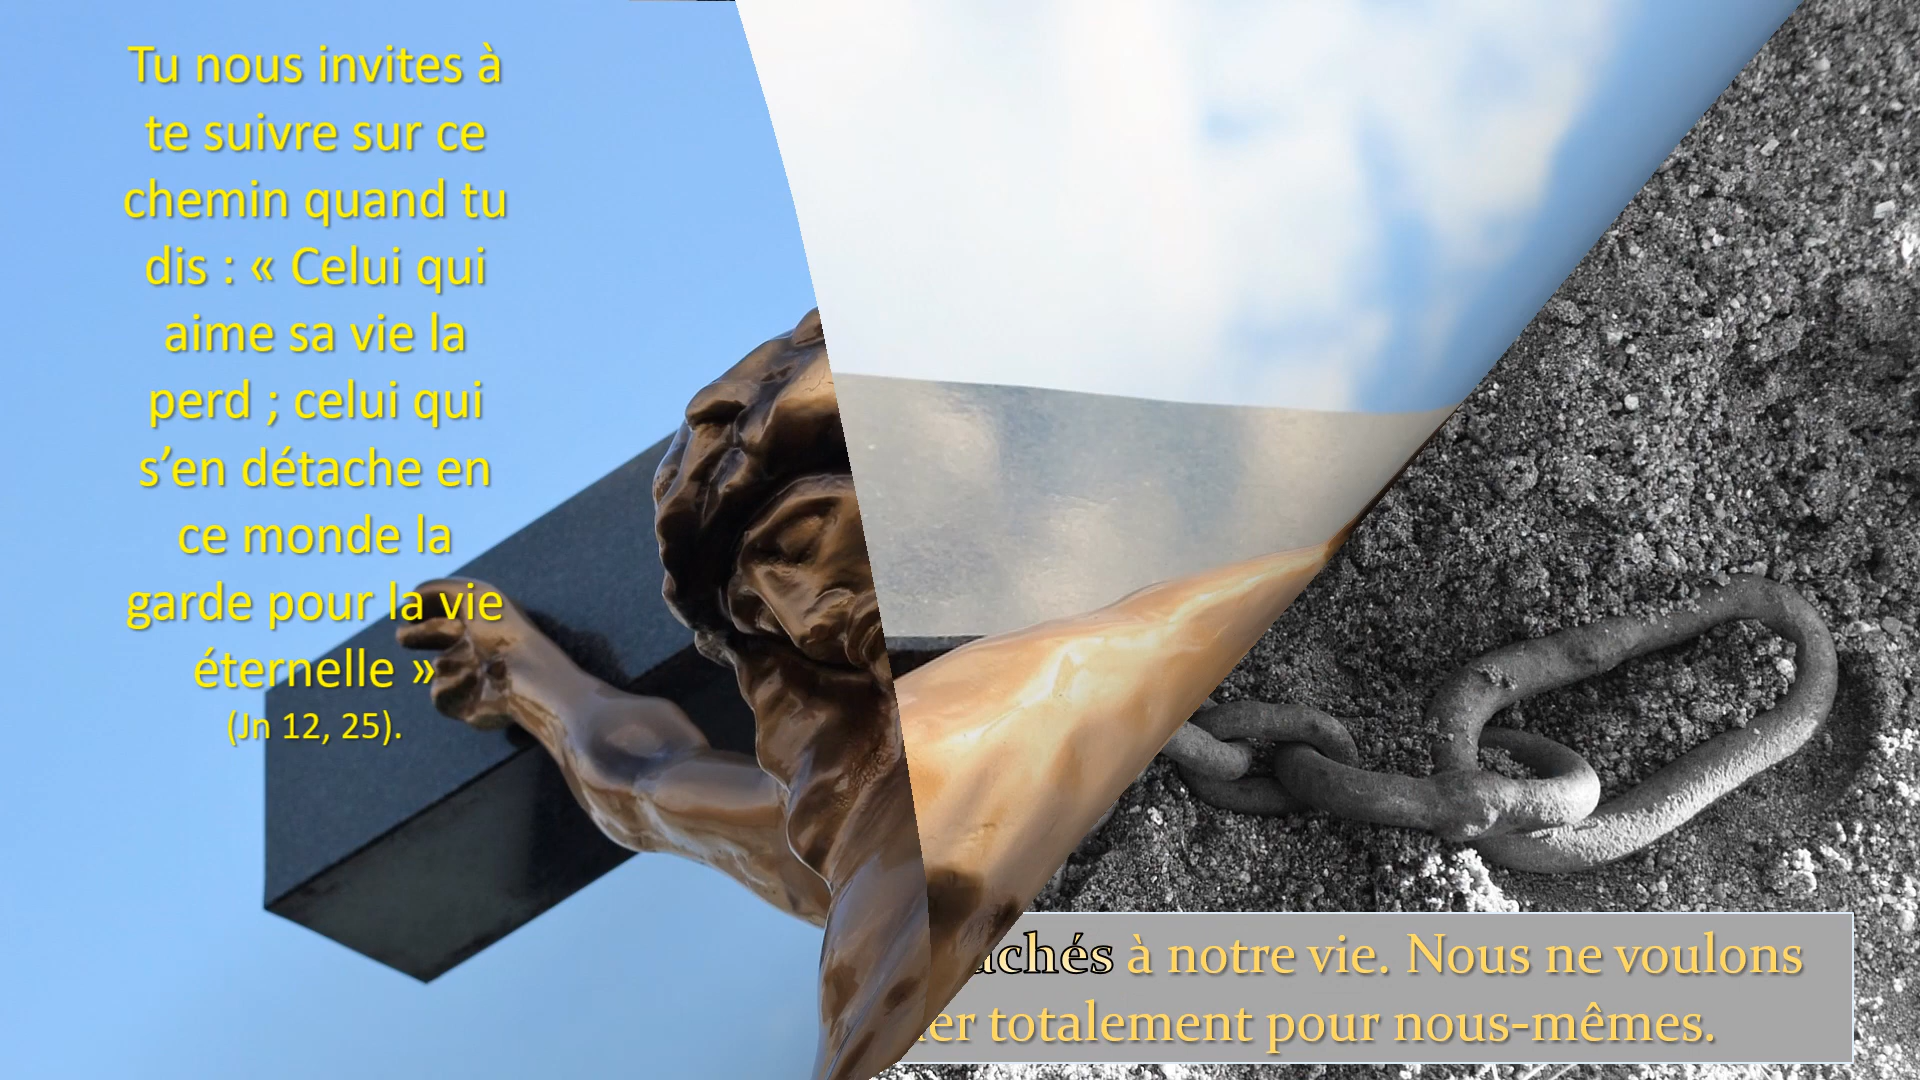 Tu nous invites à
te suivre sur ce
chemin quand tu
dis : « Celui qui
aime sa vie la
perd ; celui qui
s’en détache en
ce monde la
garde pour la vie
éternelle »
(Jn 12, 25).
à notre vie. Nous ne voulons
totalement pour nous-mêmes.